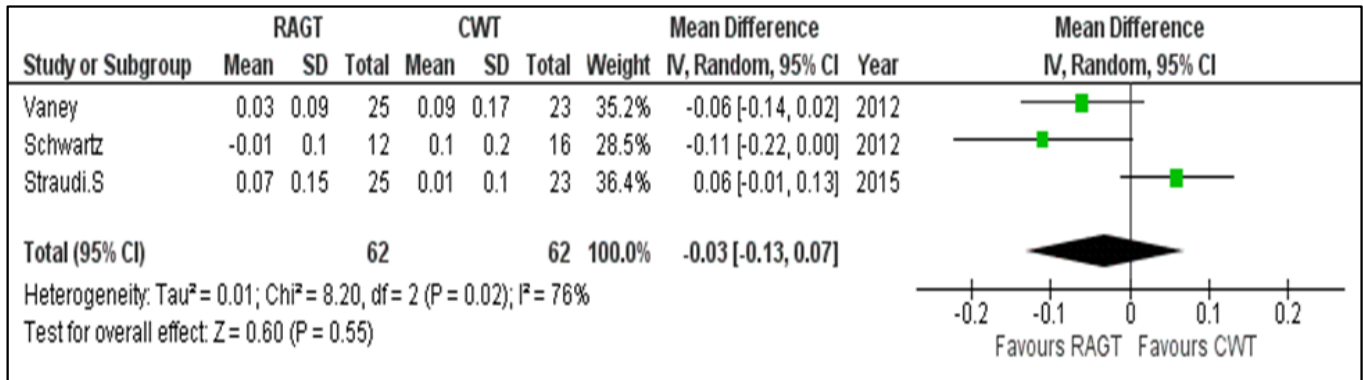 RAGT CWT Mean Difference Mean Difference
Study or Subgroup Mean SD Total Mean SD Total Weight IV, Random, 95% CI Year IV, Random, 95% CI
Vaney 0.03 0.09 25 0.09 0.17 23 35.2% -0.06 [-0.14, 0.02] 2012
Schwartz -0.01 0.1 12 0.1 0.2 16 28.5% -0.11 [-0.22, 0.00] 2012
Straudi.S 0.07 0.15 25 0.01 0.1 23 36.4% 0.06 [-0.01, 0.13] 2015
Total (95% CI) 62 62 100.0% -0.03 [-0.13, 0.07]
Heterogeneity: Tau² = 0.01; Chi² = 8.20, df = 2 (P = 0.02); I² = 76%
Test for overall effect: Z = 0.60 (P = 0.55)
-0.2 -0.1 0 0.1 0.2
Favours RAGT Favours CWT